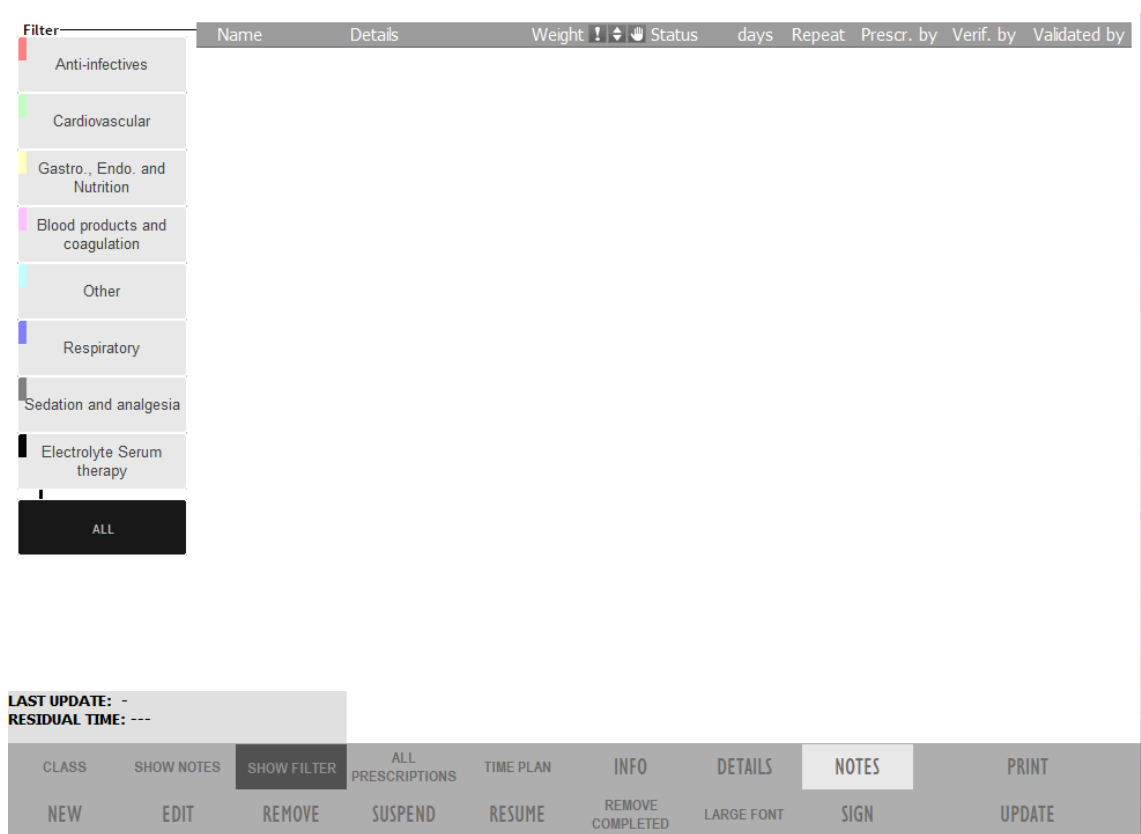 Filter
Name Details Weight ! Status days Repeat Prescr. by Verif. by Validated by
Anti-infectives
Cardiovascular
Gastro., Endo. and
Nutrition
Blood products and
coagulation
Other
Respiratory
Sedation and analgesia
Electrolyte Serum
therapy
ALL
LAST UPDATE: -
RESIDUAL TIME: ---
CLASS SHOW NOTES SHOW FILTER ALL PRESCRIPTIONS TIME PLAN INFO DETAILS NOTES PRINT
NEW EDIT REMOVE SUSPEND RESUME REMOVE COMPLETED LARGE FONT SIGN UPDATE